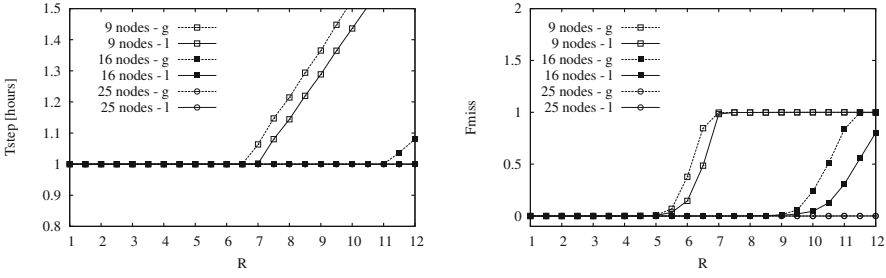 1.5
1.4
1.3
1.2
1.1
1
0.9
0.8
Tstep [hours]
9 nodes - g
9 nodes - l
16 nodes - g
16 nodes - l
25 nodes - g
25 nodes - l
1 2 3 4 5 6 7 8 9 10 11 12
R
2
1.5
1
0.5
0
Fmiss
9 nodes - g
9 nodes - l
16 nodes - g
16 nodes - l
25 nodes - g
25 nodes - l
1 2 3 4 5 6 7 8 9 10 11 12
R